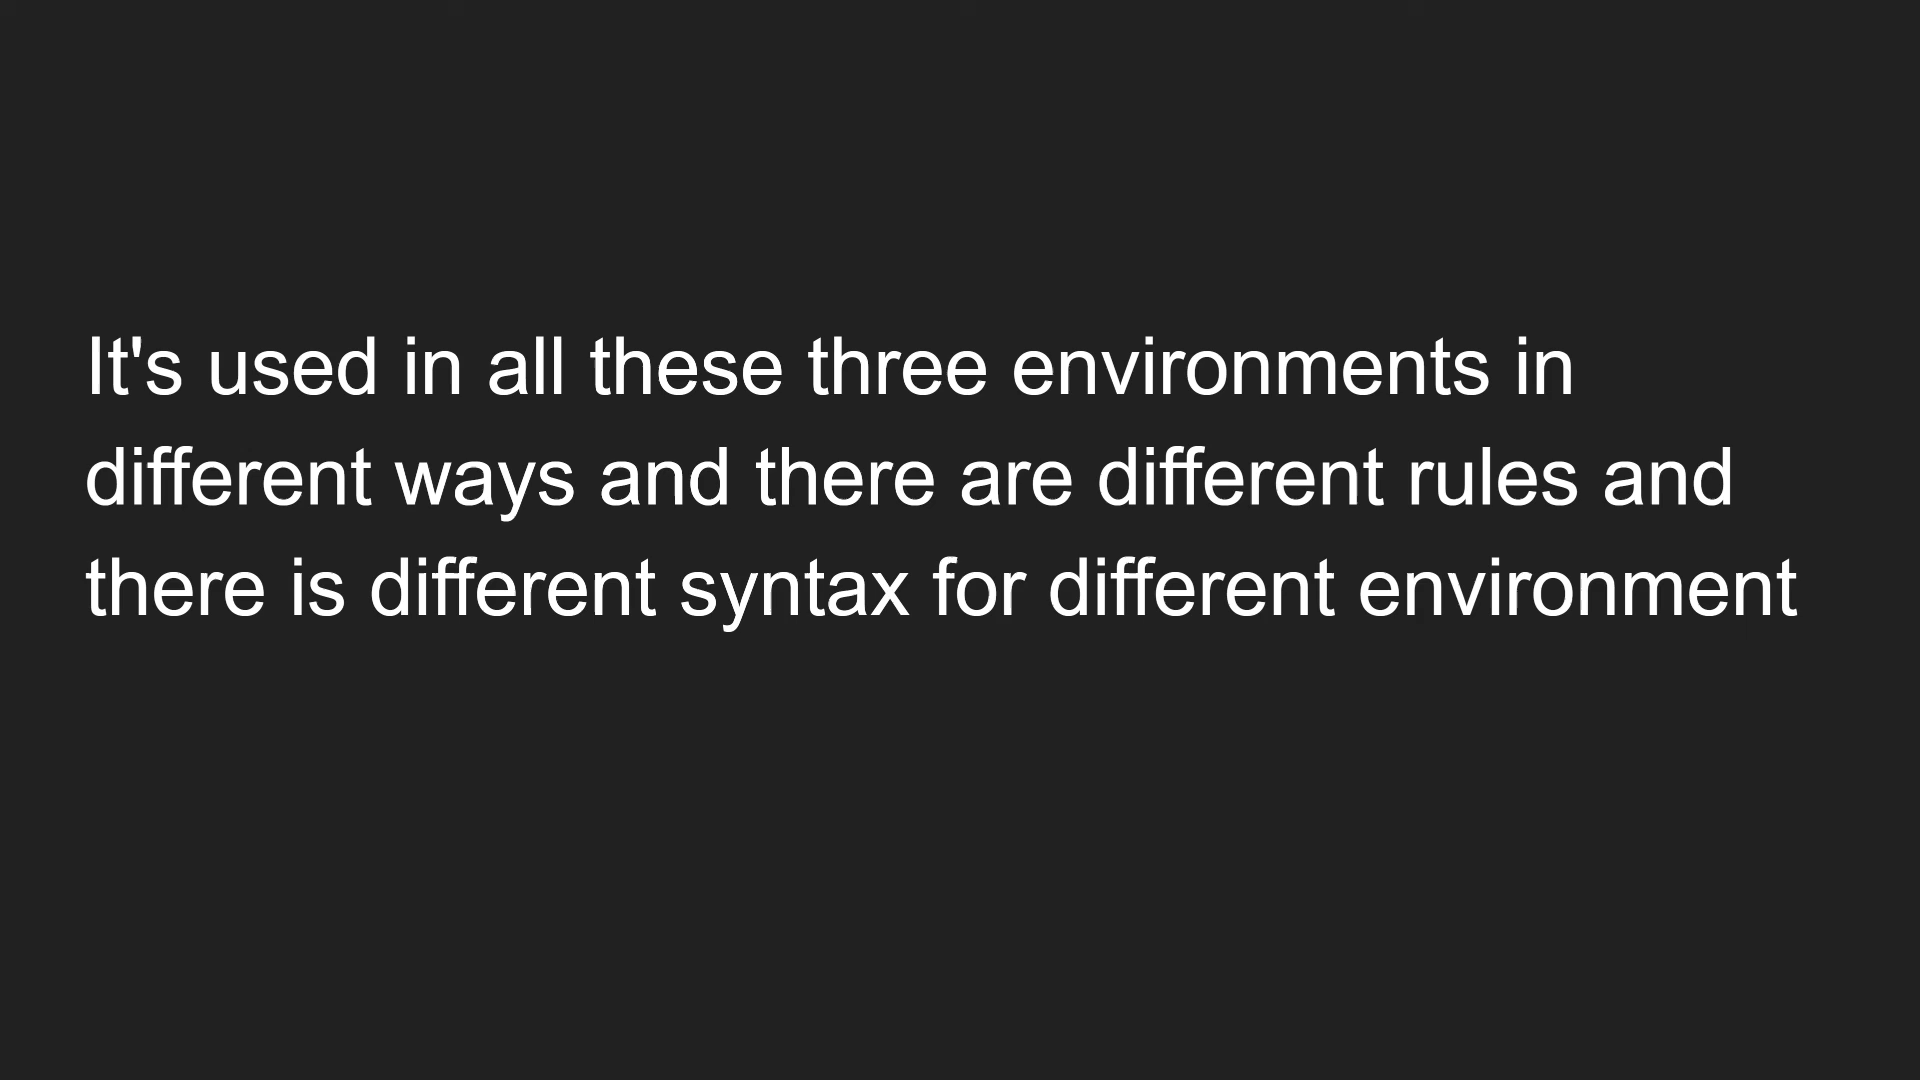 It's used in all these three environments in
different ways and there are different rules and
there is different syntax for different environment